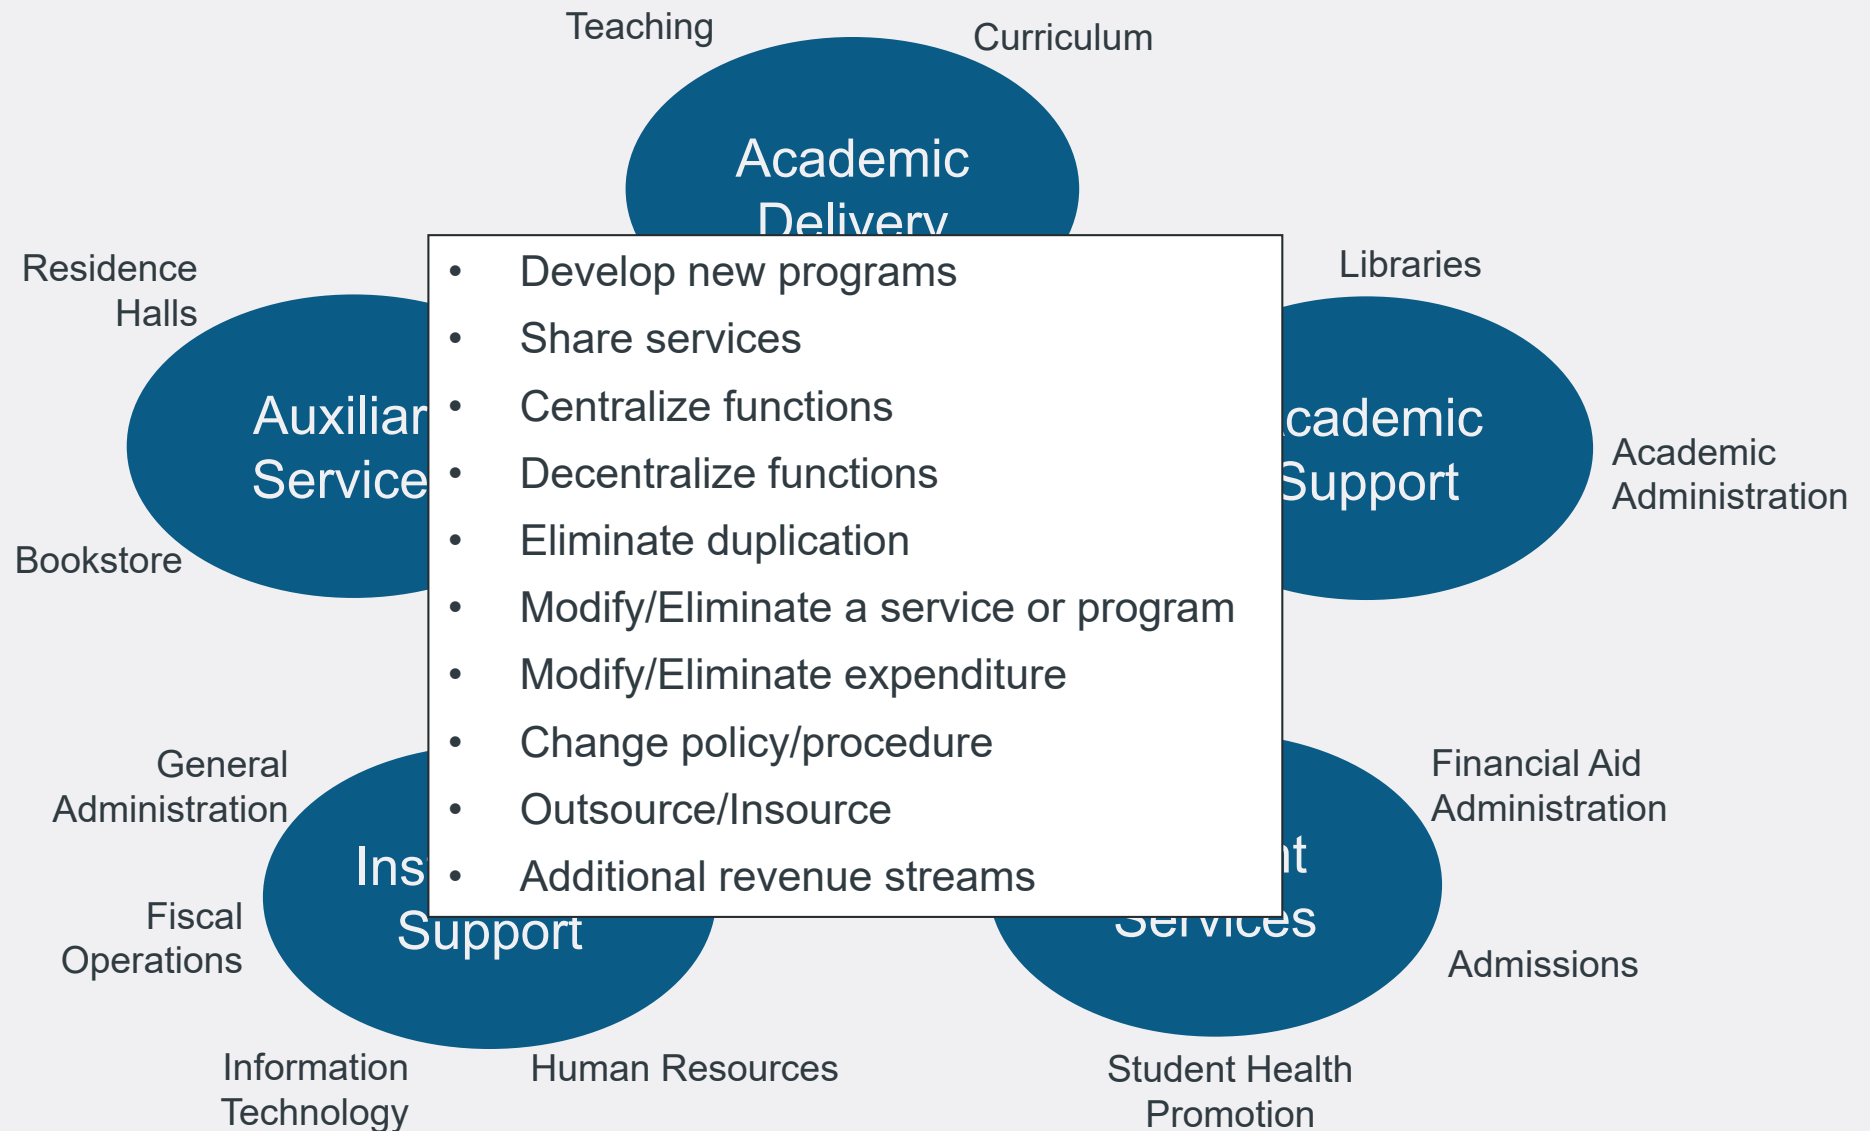 Teaching
Curriculum
Academic
Delivery
Residence
Halls
Libraries
Auxiliar
Service
cademic
Support
Academic
Administration
Bookstore
• Develop new programs
• Share services
• Centralize functions
• Decentralize functions
• Eliminate duplication
• Modify/Eliminate a service or program
• Modify/Eliminate expenditure
• Change policy/procedure
• Outsource/Insource
• Additional revenue streams
General
Administration
Financial Aid
Administration
Ins
Support
nt
Services
Fiscal
Operations
Admissions
Information
Technology
Human Resources
Student Health
Promotion